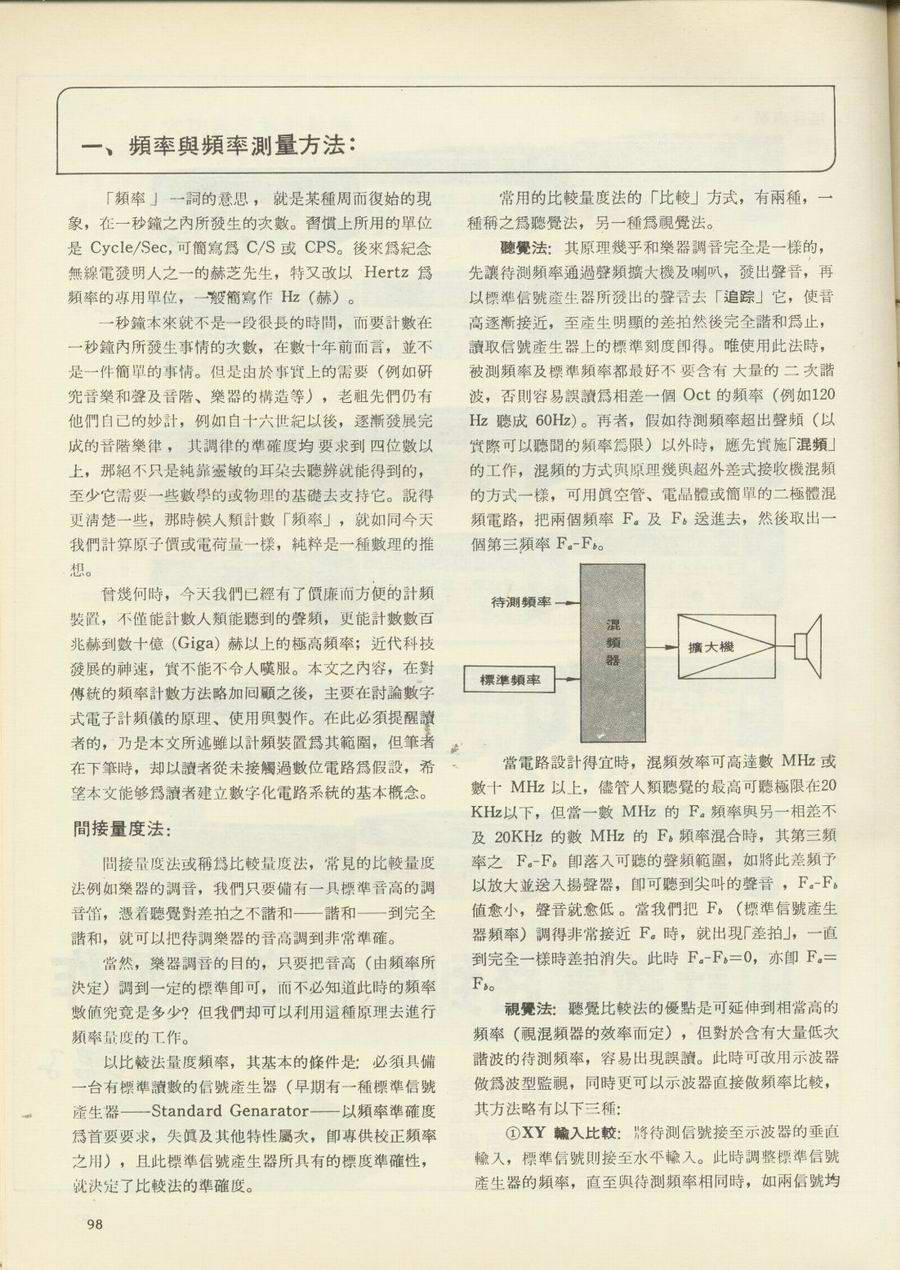 一、頻率與頻率測量方法：
「頻率」一詞的意思，就是某種周而復始的現
象，在一秒鐘之內所發生的次數。習慣上所用的單位
是 Cycle/Sec,可簡寫爲 C/S 或 CPS。後來爲紀念
無線電發明人之一的赫芝先生，特又改以 Hertz 爲
頻率的專用單位，一般簡寫作 Hz（赫）。
一秒鐘本來就不是一段很長的時間，而要計數在
一秒鐘內所發生事情的次數，在數十年前而言，並不
是一件簡單的事情。但是由於事實上的需要（例如研
究音樂和聲及音階、樂器的構造等），老祖先們仍有
他們自己的妙計，例如自十六世紀以後，逐漸發展完
成的音階樂律，其調律的準確度均要求到四位數以
上，那絕不只是純靠靈敏的耳朶去聽辨就能得到的，
至少它需要一些數學的或物理的基礎去支持它。說得
更清楚一些，那時候人類計數「頻率」，就如同今天
我們計算原子價或電荷量一樣，純粹是一種數理的推
想。
曾幾何時，今天我們已經有了價廉而方便的計頻
裝置，不僅能計數人類能聽到的聲頻，更能計數數百
兆赫到數十億（Giga）赫以上的極高頻率；近代科技
發展的神速，實不能不令人嘆服。本文之內容，在對
傳統的頻率計數方法略加回顧之後，主要在討論數字
式電子計頻儀的原理、使用與製作。在此必須提醒讀
者的，乃是本文所述雖以計頻裝置爲其範圍，但筆者
在下筆時，却以讀者從未接觸過數位電路爲假設，希
望本文能够爲讀者建立數字化電路系統的基本概念。
間接量度法：
間接量度法或稱爲比較量度法，常見的比較量度
法例如樂器的調音，我們只要備有一具標準音高的調
音笛，憑着聽覺對差拍之不諧和——諧和——到完全
諧和，就可以把待調樂器的音高調到非常準確。
當然，樂器調音的目的，只要把音高（由頻率所
決定）調到一定的標準卽可，而不必知道此時的頻率
數値究竟是多少？但我們却可以利用這種原理去進行
頻率量度的工作。
以比較法量度頻率，其基本的條件是：必須具備
一台有標準讀數的信號產生器（早期有一種標準信號
產生器——Standard Genarator——以頻率準確度
爲首要要求，失眞及其他特性屬次，卽專供校正頻率
之用），且此標準信號產生器所具有的標度準確性，
就決定了比較法的準確度。
98
常用的比較量度法的「比較」方式，有兩種，一
種稱之爲聽覺法，另一種爲視覺法。
聽覺法：其原理幾乎和樂器調音完全是一樣的，
先讓待測頻率通過聲頻擴大機及喇叭，發出聲音，再
以標準信號產生器所發出的聲音去「追踪」它，使音
高逐漸接近，至產生明顯的差拍然後完全諧和爲止，
讀取信號產生器上的標準刻度卽得。唯使用此法時，
被測頻率及標準頻率都最好不要含有大量的二次諧
波，否則容易誤讀爲相差一個 Oct 的頻率（例如120
Hz 聽成 60Hz）。再者，假如待測頻率超出聲頻（以
實際可以聽聞的頻率爲限）以外時，應先實施「混頻」
的工作，混頻的方式與原理幾與超外差式接收機混頻
的方式一樣，可用眞空管、電晶體或簡單的二極體混
頻電路，把兩個頻率 Fa 及 Fb 送進去，然後取出一
個第三頻率 Fa-Fb。
待測頻率
標準頻率
混頻器
擴大機
當電路設計得宜時，混頻效率可高達數 MHz 或
數十 MHz 以上，儘管人類聽覺的最高可聽極限在20
KHz以下，但當一數 MHz 的 Fa 頻率與另一相差不
及 20KHz 的數 MHz 的 Fb 頻率混合時，其第三頻
率之 Fa-Fb 卽落入可聽的聲頻範圍，如將此差頻予
以放大並送入揚聲器，卽可聽到尖叫的聲音，Fa-Fb
値愈小，聲音就愈低。當我們把 Fb （標準信號產生
器頻率）調得非常接近 Fa 時，就出現「差拍」，一直
到完全一樣時差拍消失。此時 Fa-Fb=0，亦卽 Fa=
Fb。
視覺法：聽覺比較法的優點是可延伸到相當高的
頻率（視混頻器的效率而定），但對於含有大量低次
諧波的待測頻率，容易出現誤讀。此時可改用示波器
做爲波型監視，同時更可以示波器直接做頻率比較，
其方法略有以下三種：
①XY 輸入比較：將待測信號接至示波器的垂直
輸入，標準信號則接至水平輸入。此時調整標準信號
產生器的頻率，直至與待測頻率相同時，如兩信號均